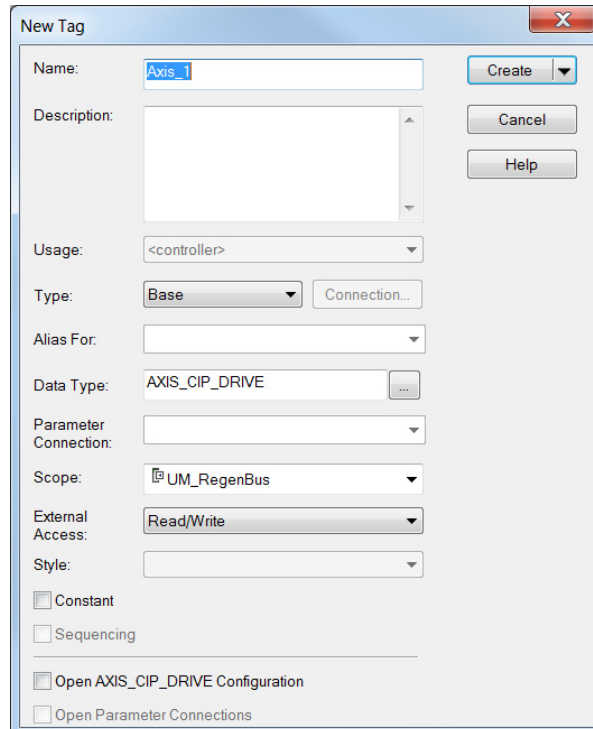 New Tag
Name:
Axis_1
Create
Description:
Cancel
Help
Usage:
<controller>
Type:
Base
Connection...
Alias For:
Data Type:
AXIS_CIP_DRIVE
...
Parameter
Connection:
Scope:
UM_RegenBus
External
Access:
Read/Write
Style:
Constant
Sequencing
Open AXIS_CIP_DRIVE Configuration
Open Parameter Connections